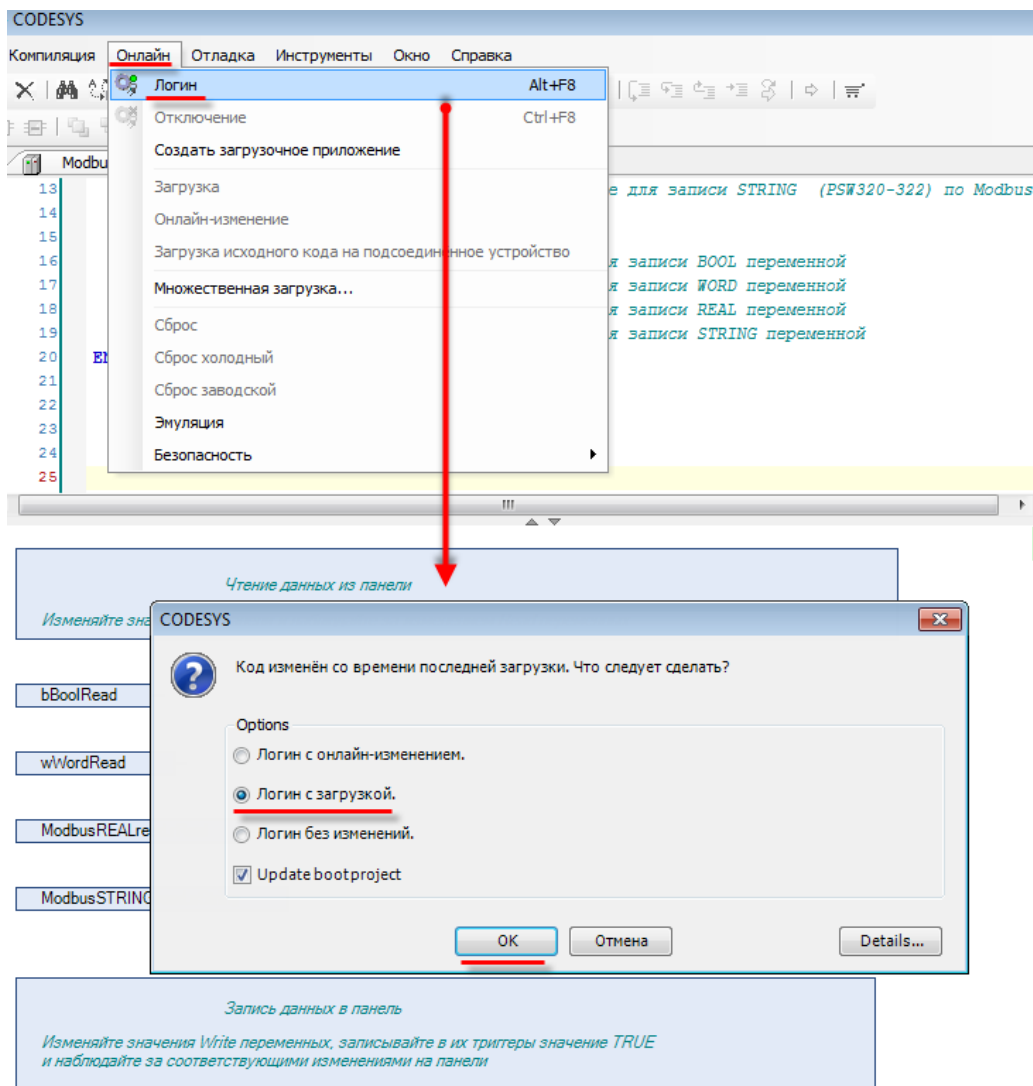 CODESYS
Компиляция Онлайн Отладка Инструменты Окно Справка
Логин Alt+F8
Отключение Ctrl+F8
Создать загрузочное приложение
Modbu
Загрузка
13 е для записи STRING (PSW320-322) по Modbus
14
Онлайн-изменение
15
Загрузка исходного кода на подсоединенное устройство
16 я записи BOOL переменной
17 я записи WORD переменной
Множественная загрузка...
18 я записи REAL переменной
Сброс
19 я записи STRING переменной
20
Сброс холодный
21
Сброс заводской
22
23
Эмуляция
24
Безопасность
25
Чтение данных из панели
Изменяйте зна
CODESYS
Код изменён со времени последней загрузки. Что следует сделать?
bBoolRead
Options
Логин с онлайн-изменением.
wWordRead
Логин с загрузкой.
ModbusREALre
Логин без изменений.
Update bootproject
ModbusSTRING
OK Отмена Details...
Запись данных в панель
Изменяйте значения Write переменных, записывайте в их триггеры значение TRUE
и наблюдайте за соответствующими изменениями на панели